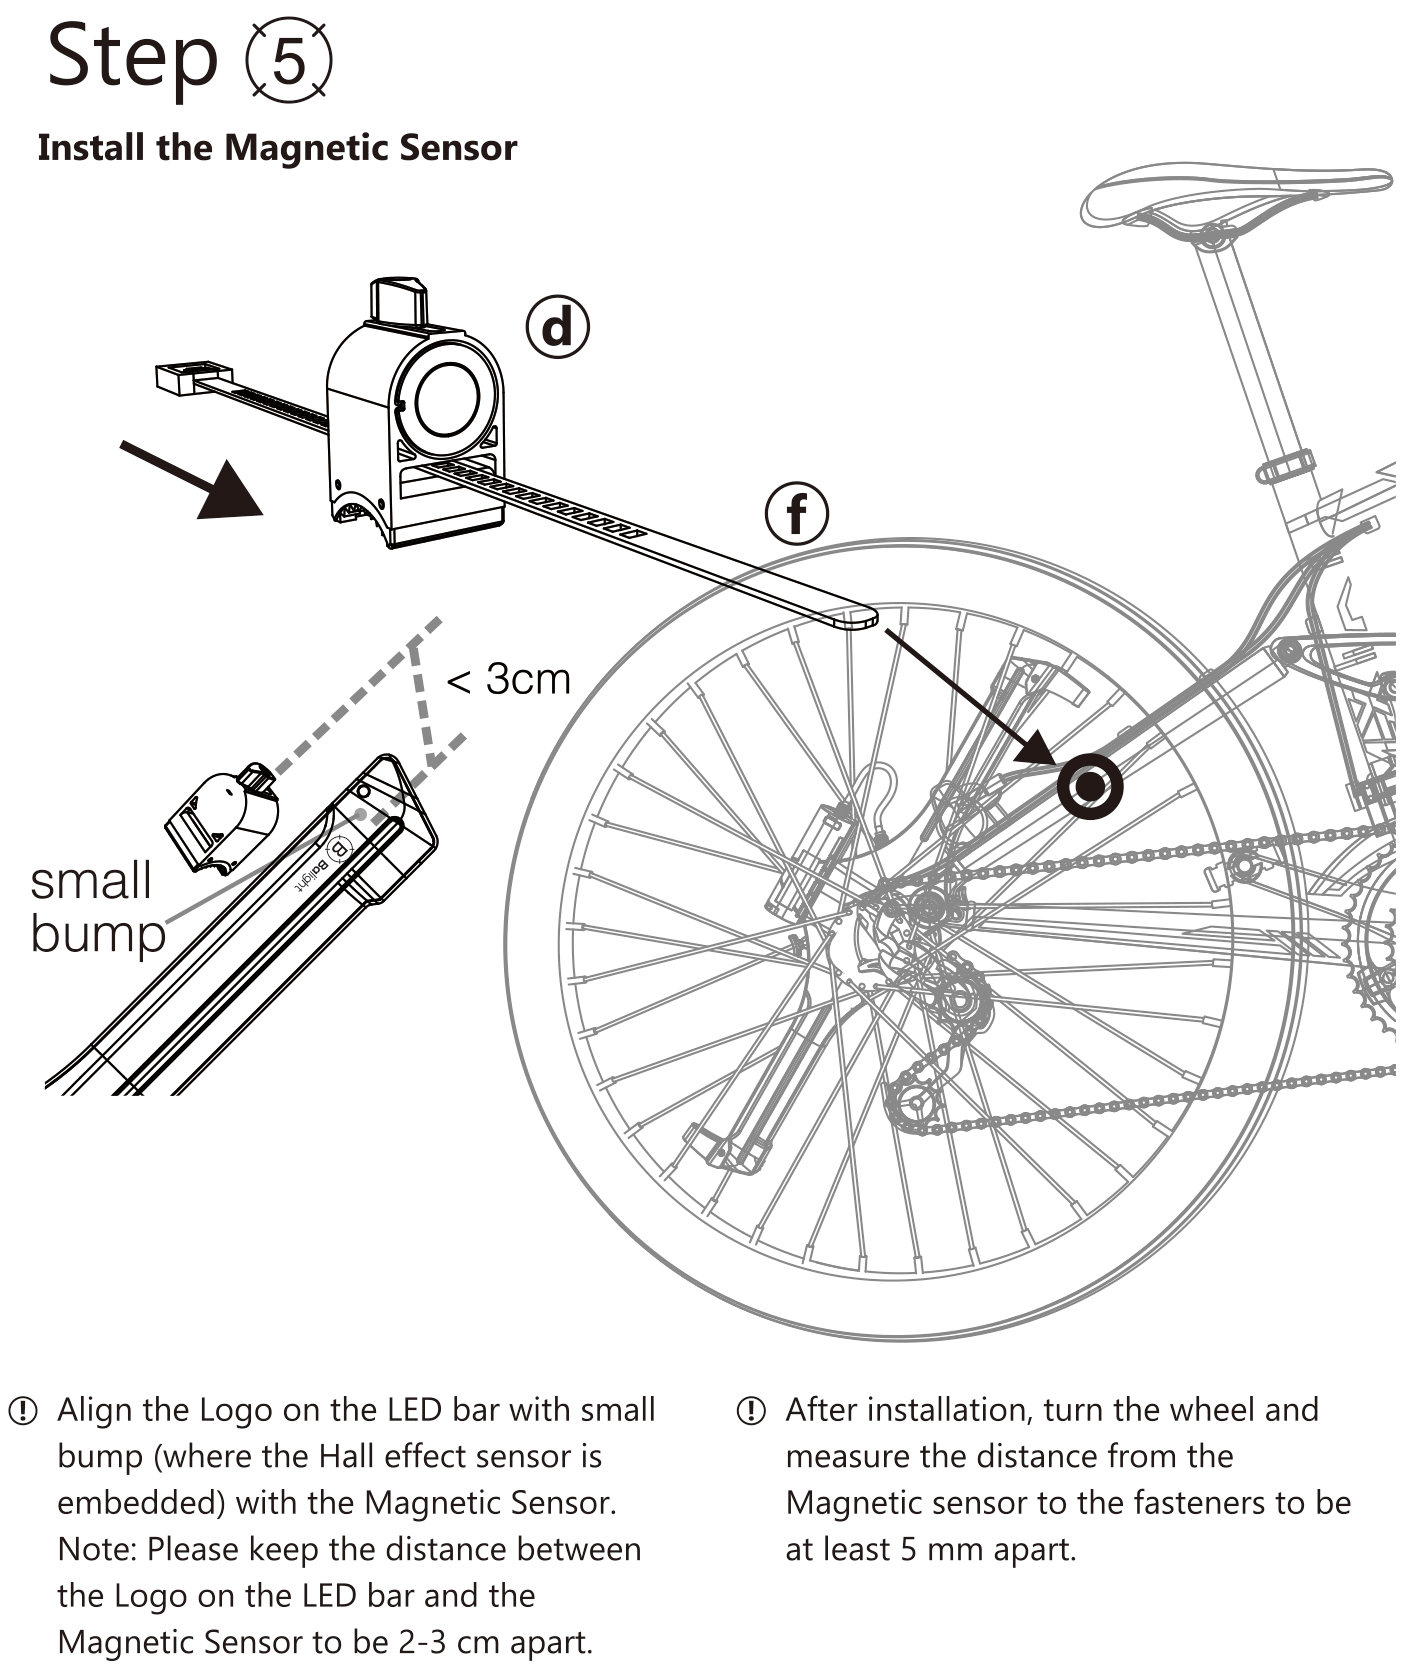 Step 5
Install the Magnetic Sensor
d
f
< 3cm
small
bump
B Balight
Align the Logo on the LED bar with small
bump (where the Hall effect sensor is
embedded) with the Magnetic Sensor.
Note: Please keep the distance between
the Logo on the LED bar and the
Magnetic Sensor to be 2-3 cm apart.
After installation, turn the wheel and
measure the distance from the
Magnetic sensor to the fasteners to be
at least 5 mm apart.